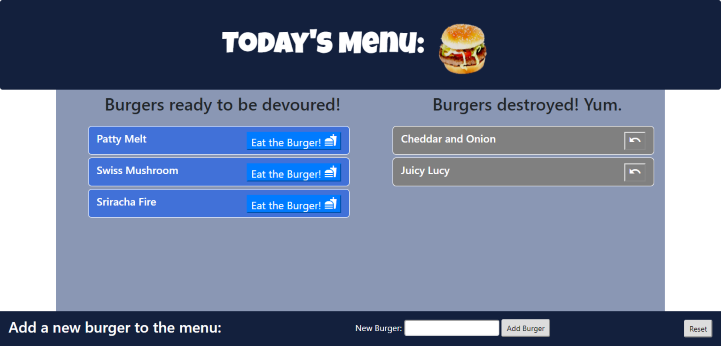 Today's Menu:
Burgers ready to be devoured!
Patty Melt Eat the Burger!
Swiss Mushroom Eat the Burger!
Sriracha Fire Eat the Burger!
Burgers destroyed! Yum.
Cheddar and Onion
Juicy Lucy
Add a new burger to the menu: New Burger: Add Burger Reset